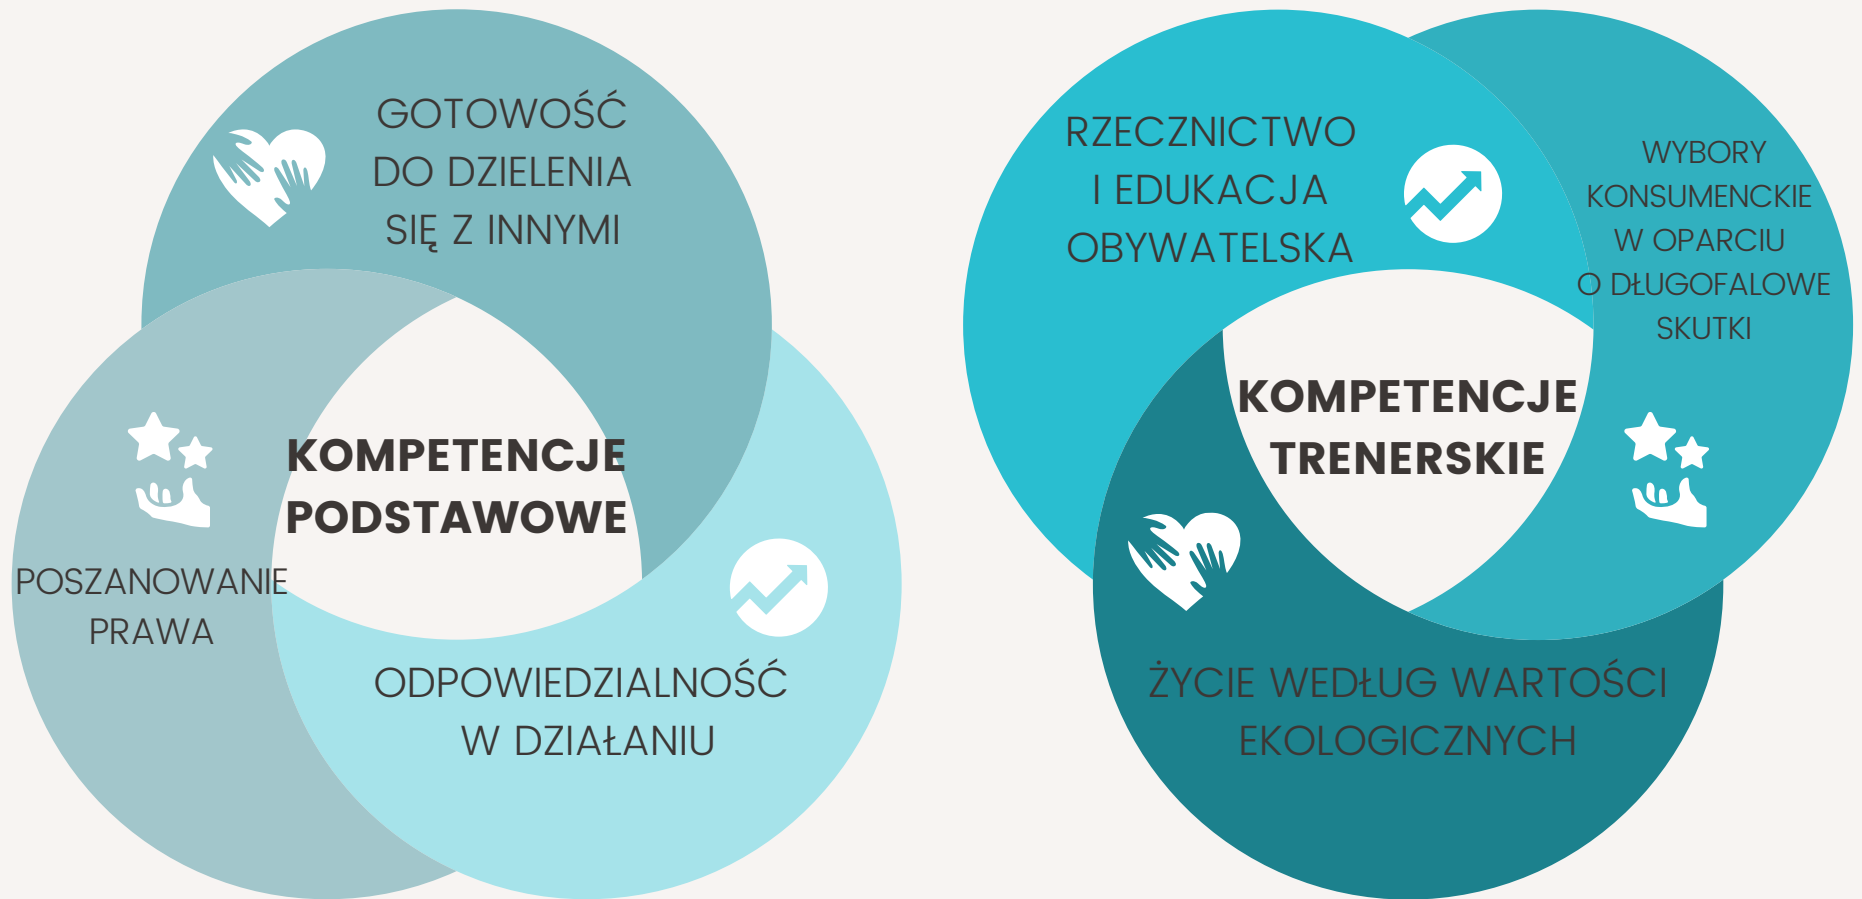 GOTOWOŚĆ
DO DZIELENIA
SIĘ Z INNYMI
KOMPETENCJE
PODSTAWOWE
POSZANOWANIE
PRAWA
ODPOWIEDZIALNOŚĆ
W DZIAŁANIU
RZECZNICTWO
I EDUKACJA
OBYWATELSKA
WYBORY
KONSUMENCKIE
W OPARCIU
O DŁUGOFALOWE
SKUTKI
KOMPETENCJE
TRENERSKIE
ŻYCIE WEDŁUG WARTOŚCI
EKOLOGICZNYCH